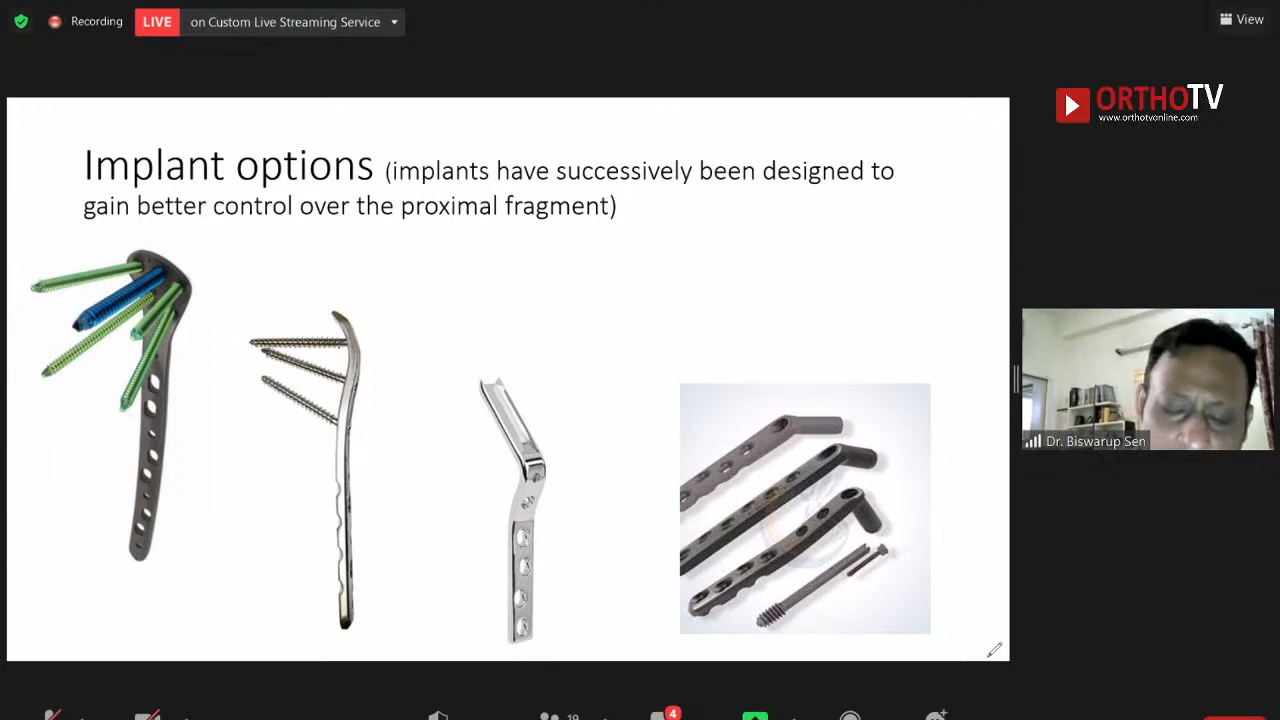 Recording
LIVE
on Custom Live Streaming Service
View
ORTHOTV
www.orthotvonline.com
Implant options (implants have successively been designed to
gain better control over the proximal fragment)
Dr. Biswarup Sen
4
19